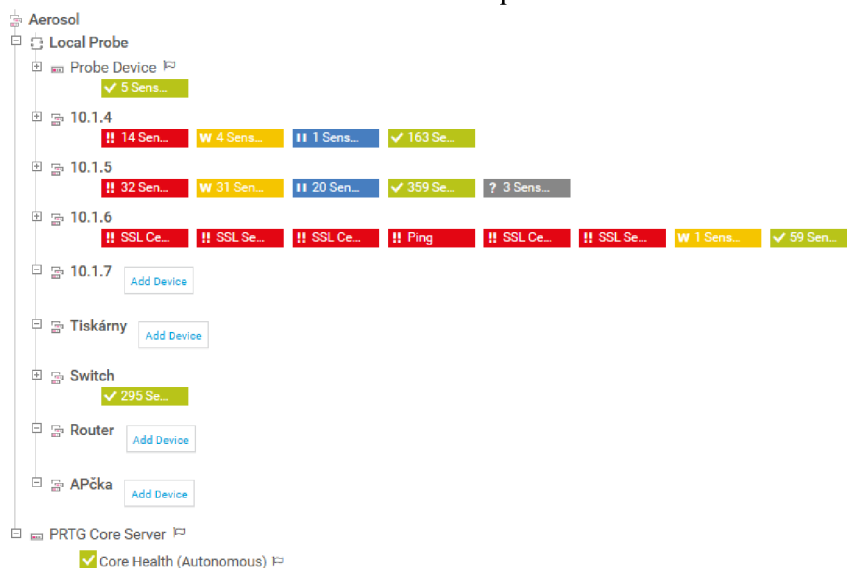 Aerosol
Local Probe
Probe Device
5 Sens...
10.1.4
!! 14 Sen... W 4 Sens... II 1 Sens... 163 Se...
10.1.5
!! 32 Sen... W 31 Sen... II 20 Sen... 359 Se... ? 3 Sens...
10.1.6
!! SSL Ce... !! SSL Se... !! SSL Ce... !! Ping !! SSL Ce... !! SSL Se... W 1 Sens... 59 Sen...
10.1.7 Add Device
Tiskárny Add Device
Switch
295 Se...
Router Add Device
APčka Add Device
PRTG Core Server
Core Health (Autonomous)